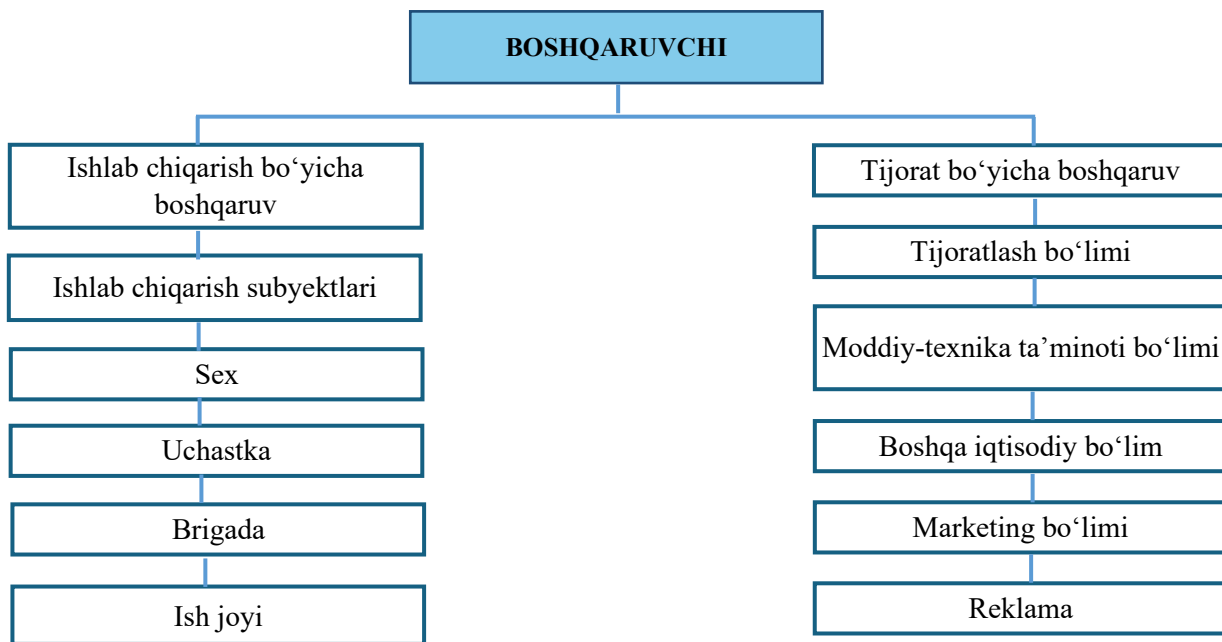 BOSHQARUVCHI
Ishlab chiqarish bo‘yicha
boshqaruv
Ishlab chiqarish subyektlari
Sex
Uchastka
Brigada
Ish joyi
Tijorat bo‘yicha boshqaruv
Tijoratlash bo‘limi
Moddiy-texnika ta’minoti bo‘limi
Boshqa iqtisodiy bo‘lim
Marketing bo‘limi
Reklama